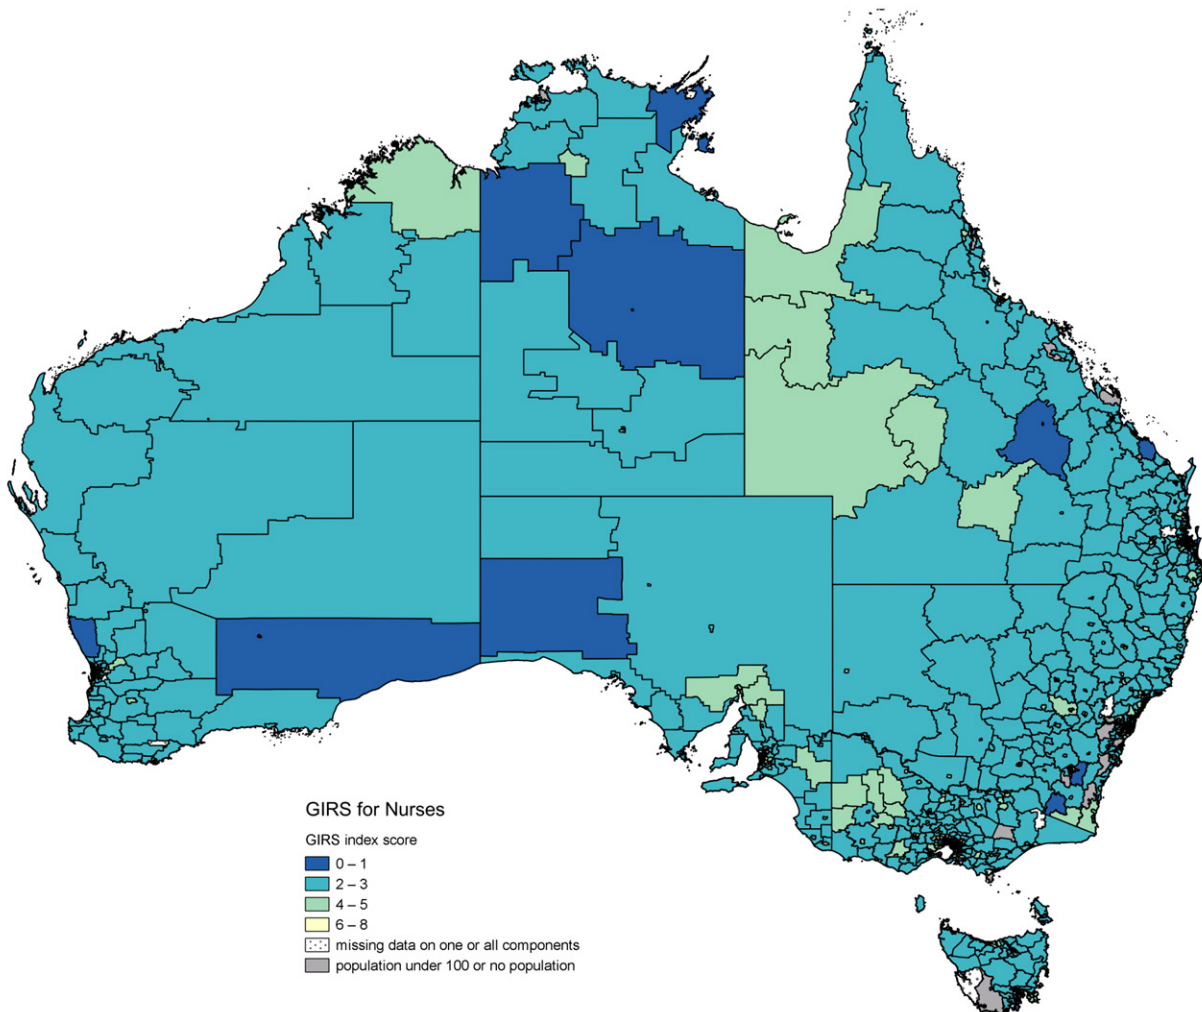 GIRS for Nurses
GIRS index score
0 – 1
2 – 3
4 – 5
6 – 8
missing data on one or all components
population under 100 or no population